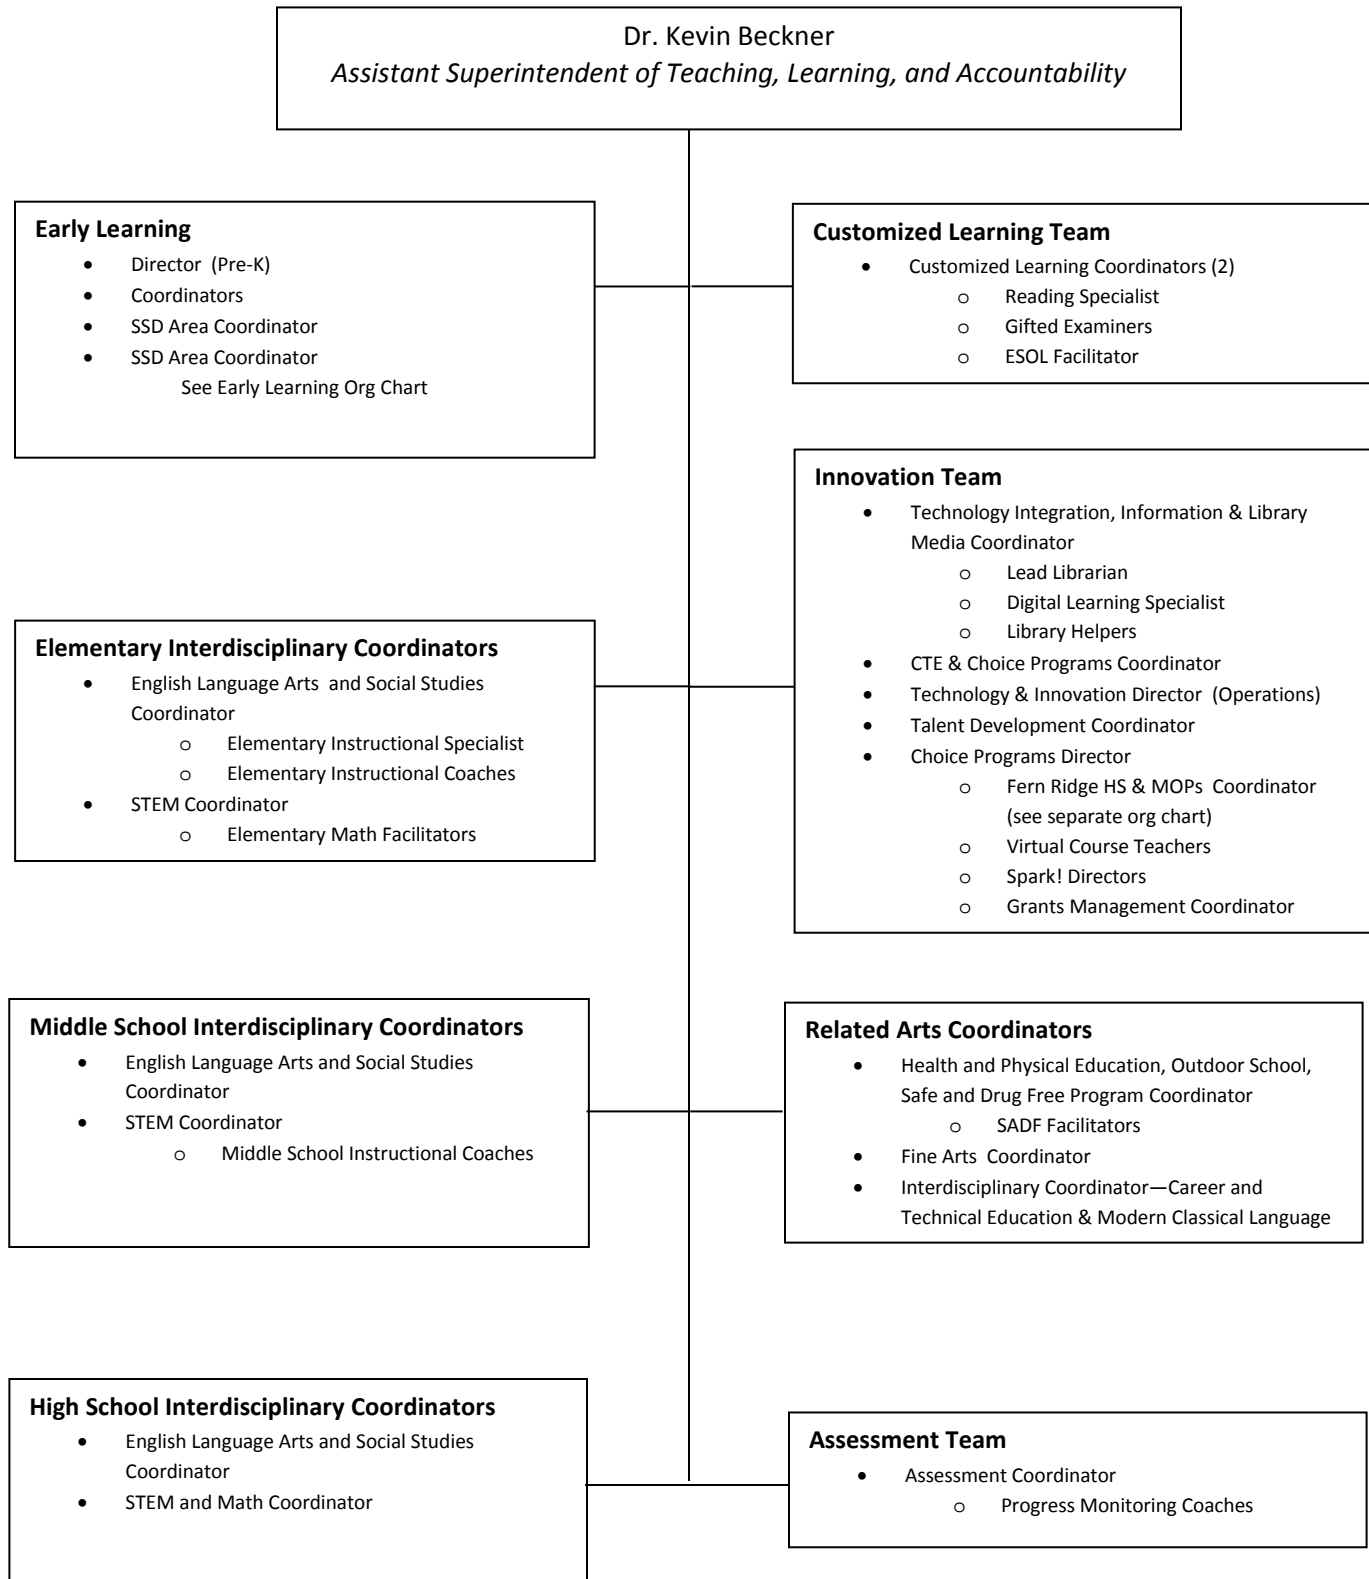 Dr. Kevin Beckner
Assistant Superintendent of Teaching, Learning, and Accountability
Early Learning
• Director (Pre-K)
• Coordinators
• SSD Area Coordinator
• SSD Area Coordinator
See Early Learning Org Chart
Customized Learning Team
• Customized Learning Coordinators (2)
o Reading Specialist
o Gifted Examiners
o ESOL Facilitator
Elementary Interdisciplinary Coordinators
• English Language Arts and Social Studies
Coordinator
o Elementary Instructional Specialist
o Elementary Instructional Coaches
• STEM Coordinator
o Elementary Math Facilitators
Innovation Team
• Technology Integration, Information & Library
Media Coordinator
o Lead Librarian
o Digital Learning Specialist
o Library Helpers
• CTE & Choice Programs Coordinator
• Technology & Innovation Director (Operations)
• Talent Development Coordinator
• Choice Programs Director
o Fern Ridge HS & MOPs Coordinator
(see separate org chart)
o Virtual Course Teachers
o Spark! Directors
o Grants Management Coordinator
Middle School Interdisciplinary Coordinators
• English Language Arts and Social Studies
Coordinator
• STEM Coordinator
o Middle School Instructional Coaches
Related Arts Coordinators
• Health and Physical Education, Outdoor School,
Safe and Drug Free Program Coordinator
o SADF Facilitators
• Fine Arts Coordinator
• Interdisciplinary Coordinator—Career and
Technical Education & Modern Classical Language
High School Interdisciplinary Coordinators
• English Language Arts and Social Studies
Coordinator
• STEM and Math Coordinator
Assessment Team
• Assessment Coordinator
o Progress Monitoring Coaches